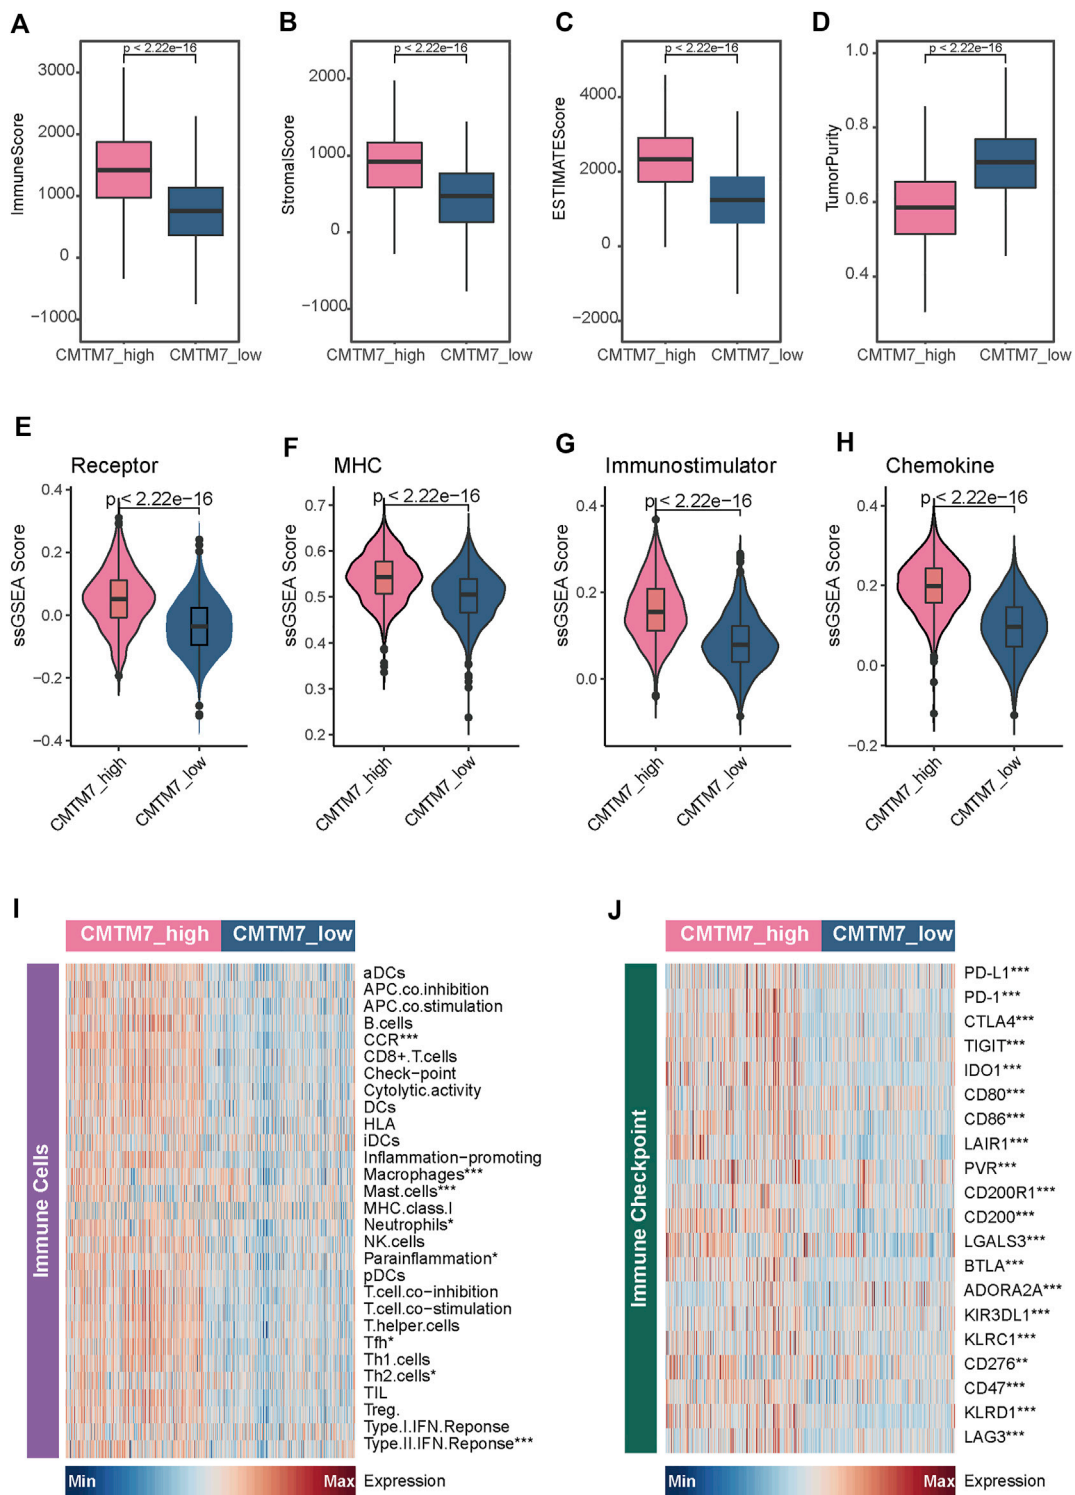 A
B
C
D
p < 2.22e−16
p < 2.22e−16
p < 2.22e−16
p < 2.22e−16
ImmuneScore
3000
2000
1000
0
−1000
CMTM7_high
CMTM7_low
StromalScore
2000
1000
0
−1000
CMTM7_high
CMTM7_low
ESTIMATEScore
4000
2000
0
−2000
CMTM7_high
CMTM7_low
TumorPurity
1.0
0.8
0.6
0.4
CMTM7_high
CMTM7_low
E
Receptor
p < 2.22e−16
ssGSEA Score
0.4
0.2
0.0
−0.2
−0.4
CMTM7_high
CMTM7_low
F
MHC
p < 2.22e−16
ssGSEA Score
0.7
0.6
0.5
0.4
0.3
0.2
CMTM7_high
CMTM7_low
G
Immunostimulator
p < 2.22e−16
ssGSEA Score
0.4
0.2
0.0
CMTM7_high
CMTM7_low
H
Chemokine
p < 2.22e−16
ssGSEA Score
0.4
0.2
0.0
−0.2
CMTM7_high
CMTM7_low
I
CMTM7_high
CMTM7_low
Immune Cells
aDCs
APC.co.inhibition
APC.co.stimulation
B.cells
CCR***
CD8+.T.cells
Check−point
Cytolytic.activity
DCs
HLA
iDCs
Inflammation−promoting
Macrophages***
Mast.cells***
MHC.class.I
Neutrophils*
NK.cells
Parainflammation*
pDCs
T.cell.co−inhibition
T.cell.co−stimulation
T.helper.cells
Tfh*
Th1.cells
Th2.cells*
TIL
Treg.
Type.I.IFN.Reponse
Type.II.IFN.Reponse***
Min
Max
Expression
J
CMTM7_high
CMTM7_low
Immune Checkpoint
PD-L1***
PD-1***
CTLA4***
TIGIT***
IDO1***
CD80***
CD86***
LAIR1***
PVR***
CD200R1***
CD200***
LGALS3***
BTLA***
ADORA2A***
KIR3DL1***
KLRC1***
CD276**
CD47***
KLRD1***
LAG3***
Min
Max
Expression